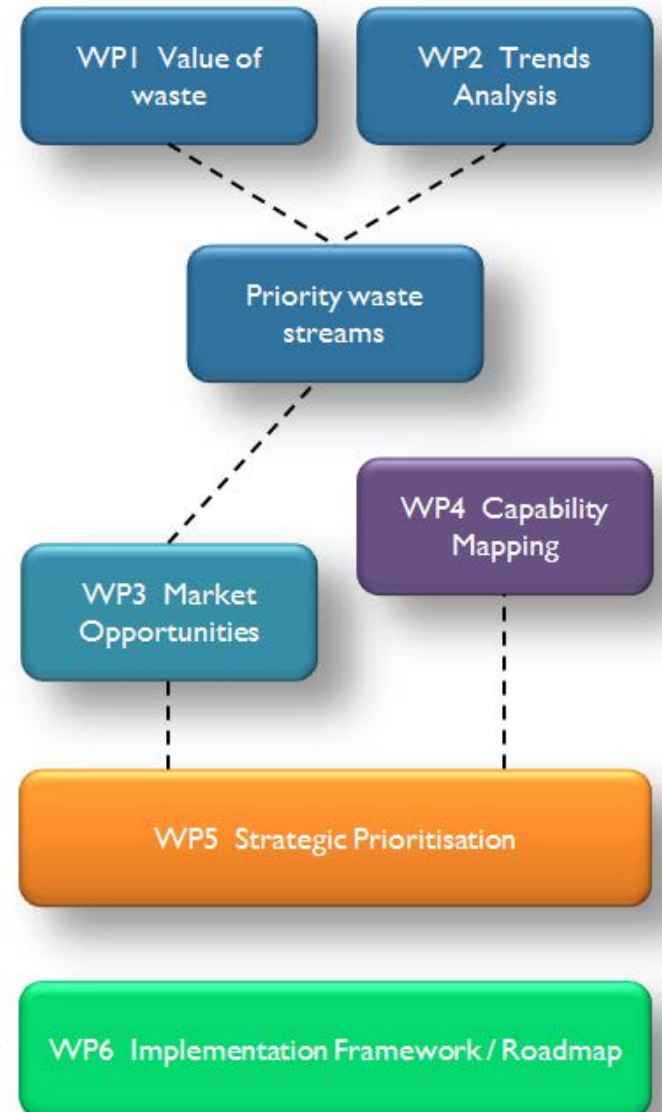 WP1 Value of
waste
WP2 Trends
Analysis
Priority waste
streams
WP4 Capability
Mapping
WP3 Market
Opportunities
WP5 Strategic Prioritisation
WP6 Implementation Framework / Roadmap